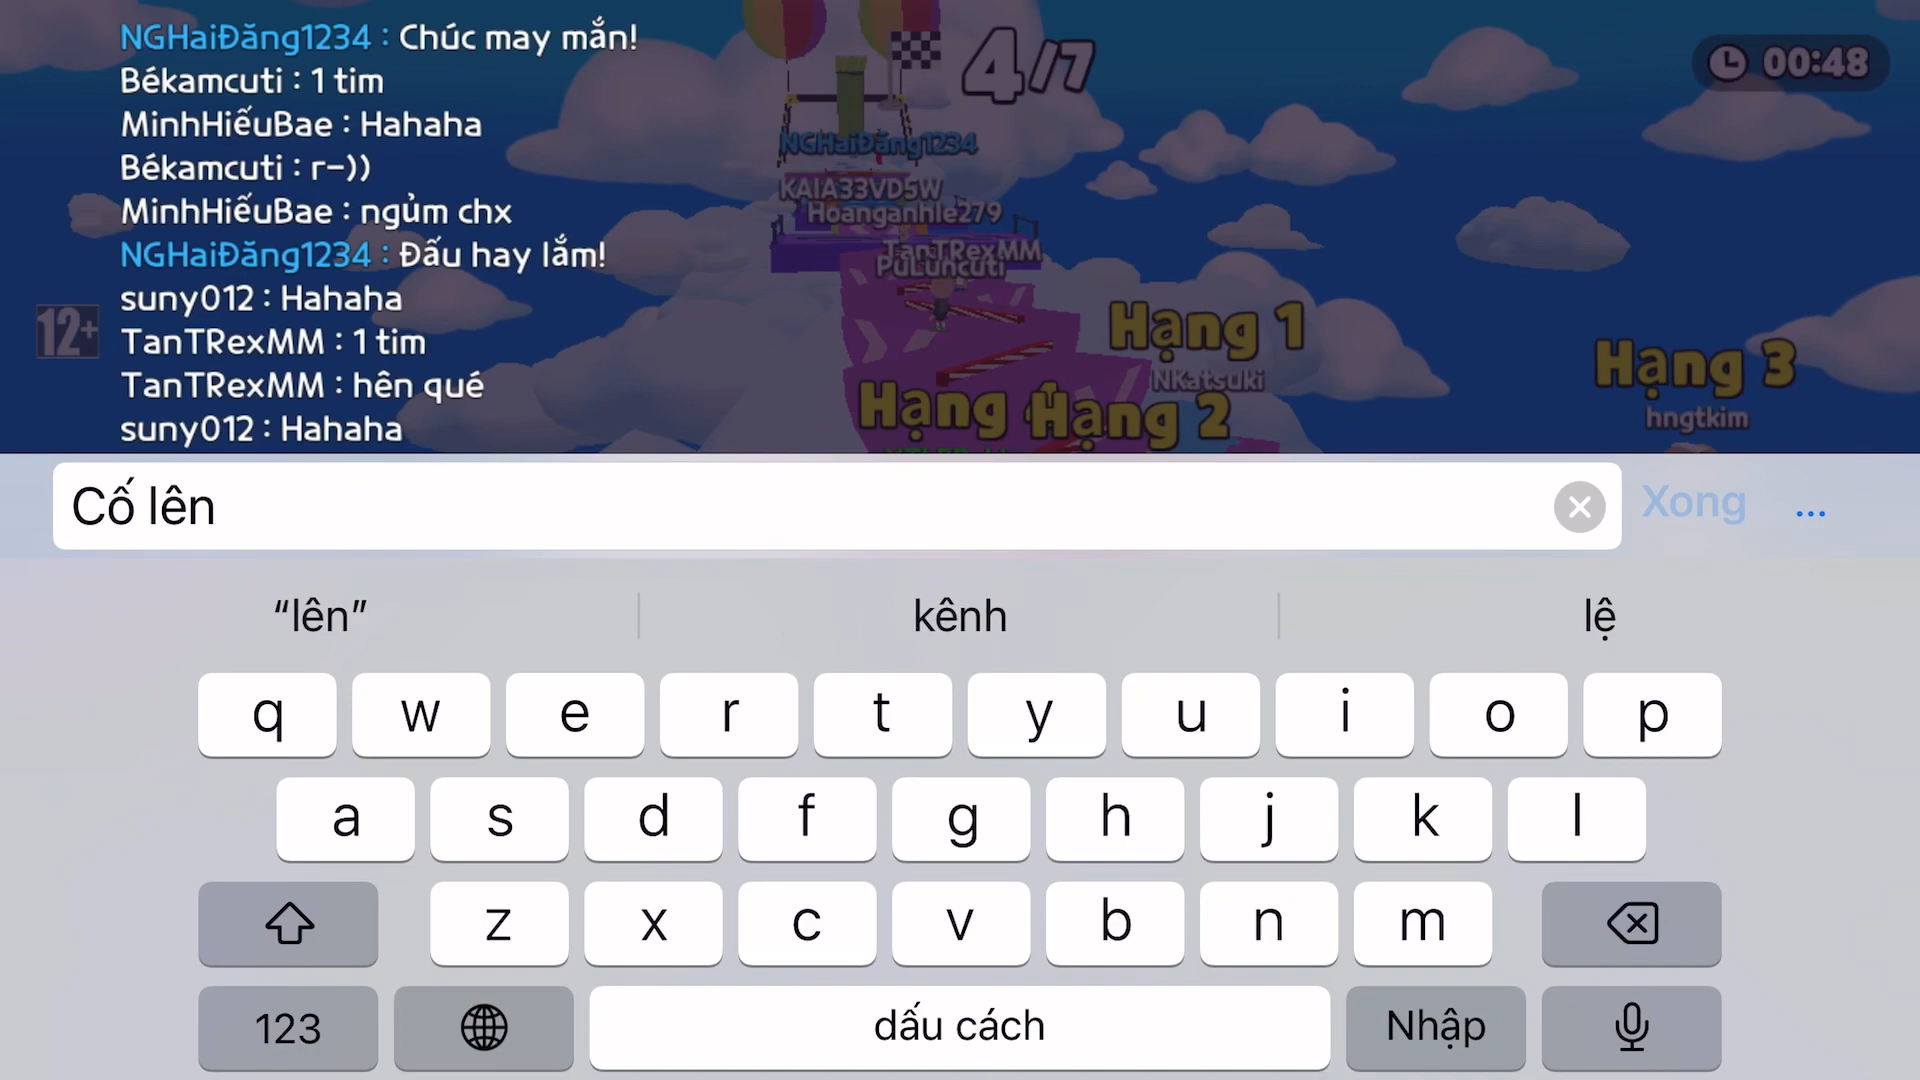 NGHaiĐăng1234 : Chúc may mắn!
Békamcuti : 1 tim
MinhHiếuBae : Hahaha
Békamcuti : r-))
MinhHiếuBae : ngủm chx
NGHaiĐăng1234 : Đấu hay lắm!
suny012 : Hahaha
TanTRexMM : 1 tim
TanTRexMM : hên qué
suny012 : Hahaha
12+
4/7
00:48
NGHaiĐăng1234
KAIA33VD5W
Hoanganhle279
TanTRexMM
PuLuncuti
Hạng 1
NKatsuki
Hạng 3
hngtkim
Hạng 4
Hạng 2
Cố lên
Xong
...
“lên” kênh lệ
q w e r t y u i o p
a s d f g h j k l
z x c v b n m
123 dấu cách Nhập